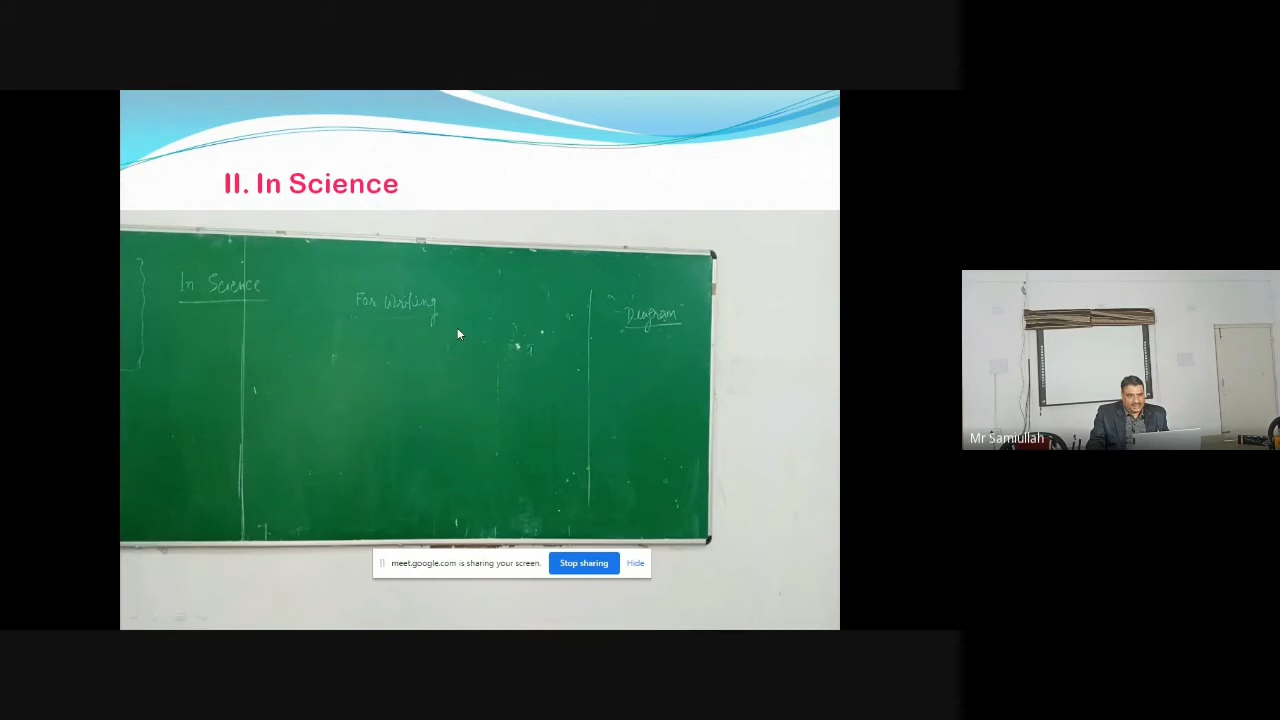 II. In Science
In Science
For Writing
Diagram
meet.google.com is sharing your screen.
Stop sharing
Hide
Mr Samiullah